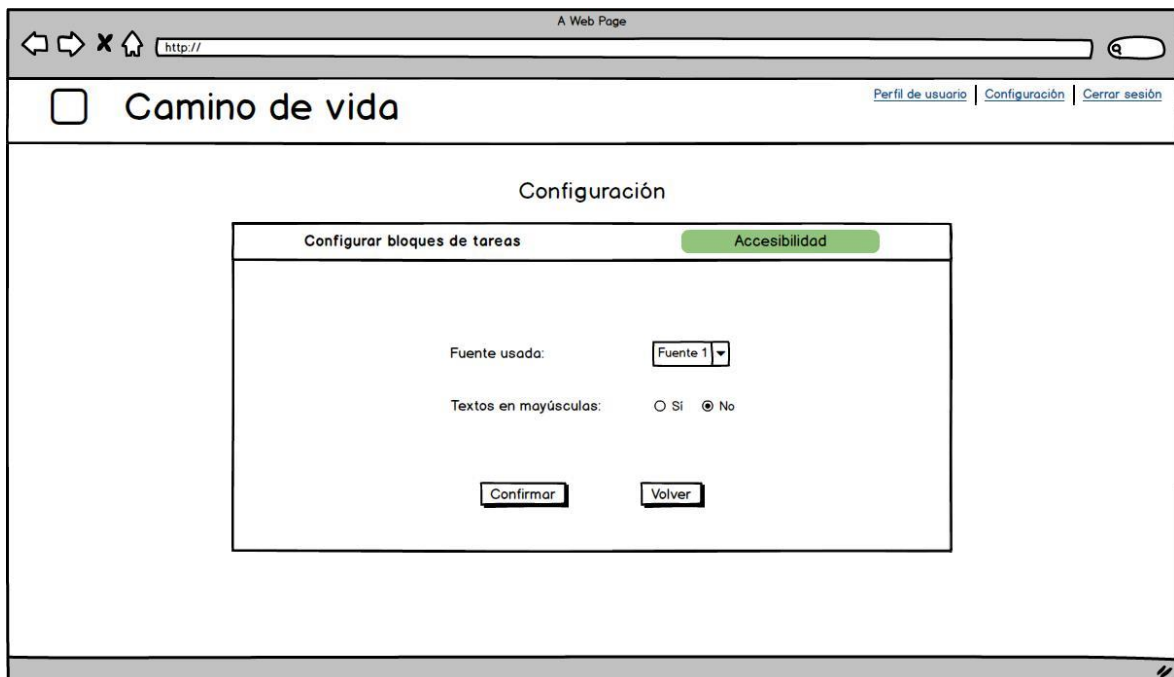 A Web Page
http://
Camino de vida
Perfil de usuario Configuración Cerrar sesión
Configuración
Configurar bloques de tareas Accesibilidad
Fuente usada: Fuente 1
Textos en mayúsculas: Sí No
Confirmar Volver